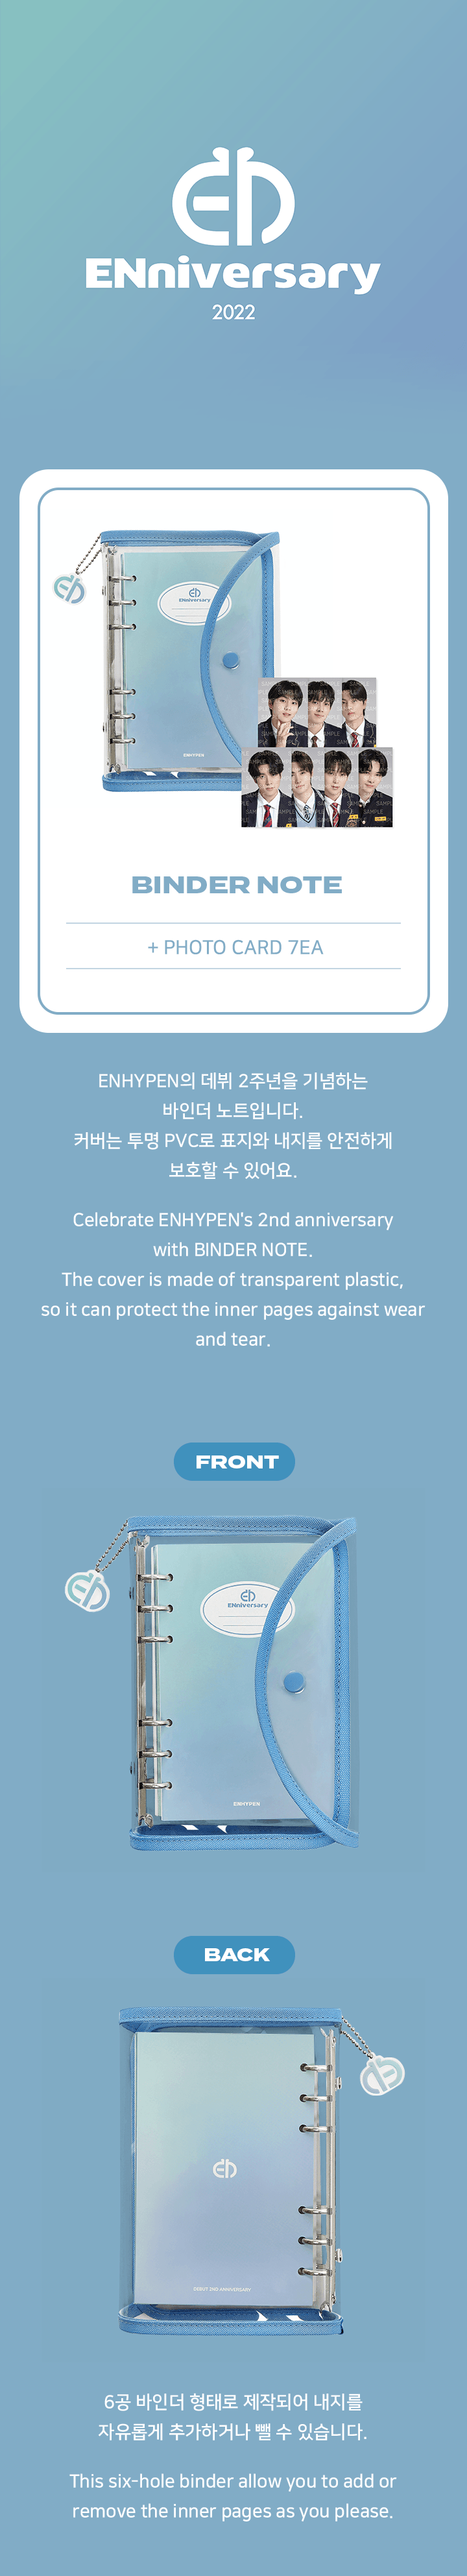 ENniversary
2022
ENniversary
ENHYPEN
SAMPLE SAMPLE SAMPLE
SAMPLE SAMPLE SAMPLE SAMPLE
BINDER NOTE
+ PHOTO CARD 7EA
ENHYPEN의 데뷔 2주년을 기념하는
바인더 노트입니다.
커버는 투명 PVC로 표지와 내지를 안전하게
보호할 수 있어요.
Celebrate ENHYPEN's 2nd anniversary
with BINDER NOTE.
The cover is made of transparent plastic,
so it can protect the inner pages against wear
and tear.
FRONT
ENniversary
ENHYPEN
BACK
DEBUT 2ND ANNIVERSARY
6공 바인더 형태로 제작되어 내지를
자유롭게 추가하거나 뺄 수 있습니다.
This six-hole binder allow you to add or
remove the inner pages as you please.